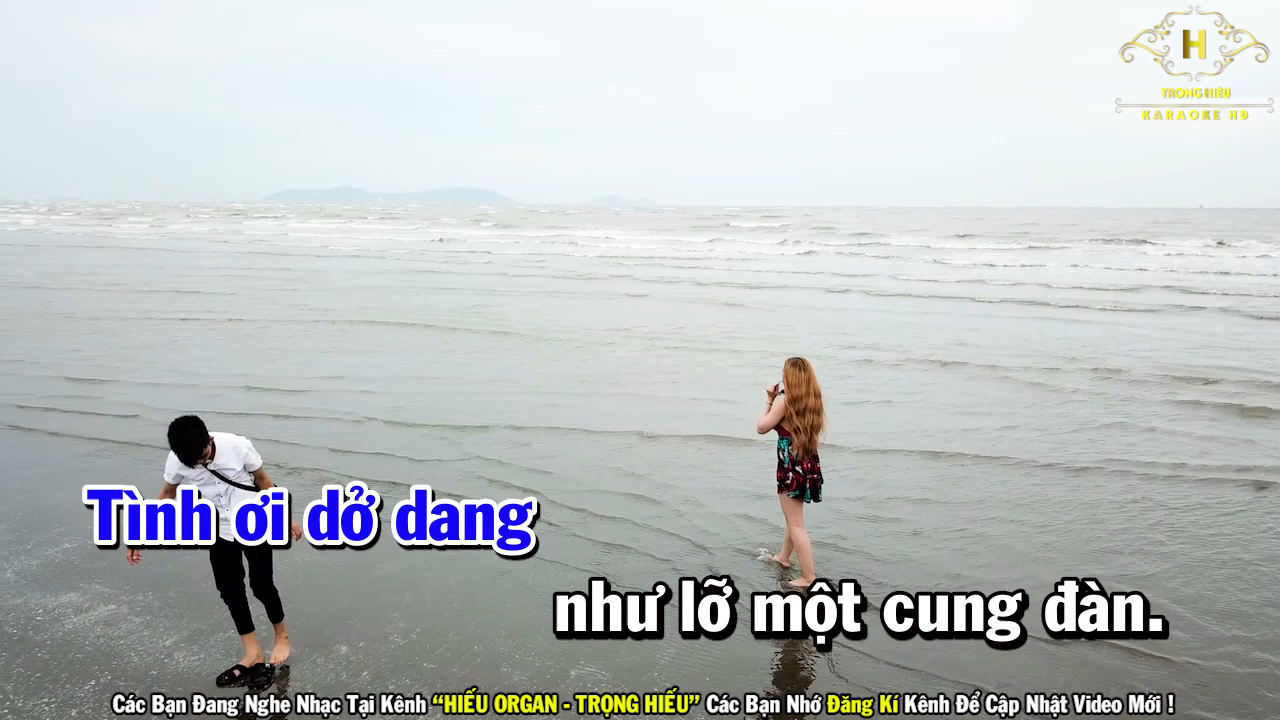 H
TRỌNG HIẾU
KARAOKE HD
Tình ơi dở dang
như lỡ một cung đàn.
Các Bạn Đang Nghe Nhạc Tại Kênh “HIẾU ORGAN - TRỌNG HIẾU” Các Bạn Nhớ Đăng Kí Kênh Để Cập Nhật Video Mới !